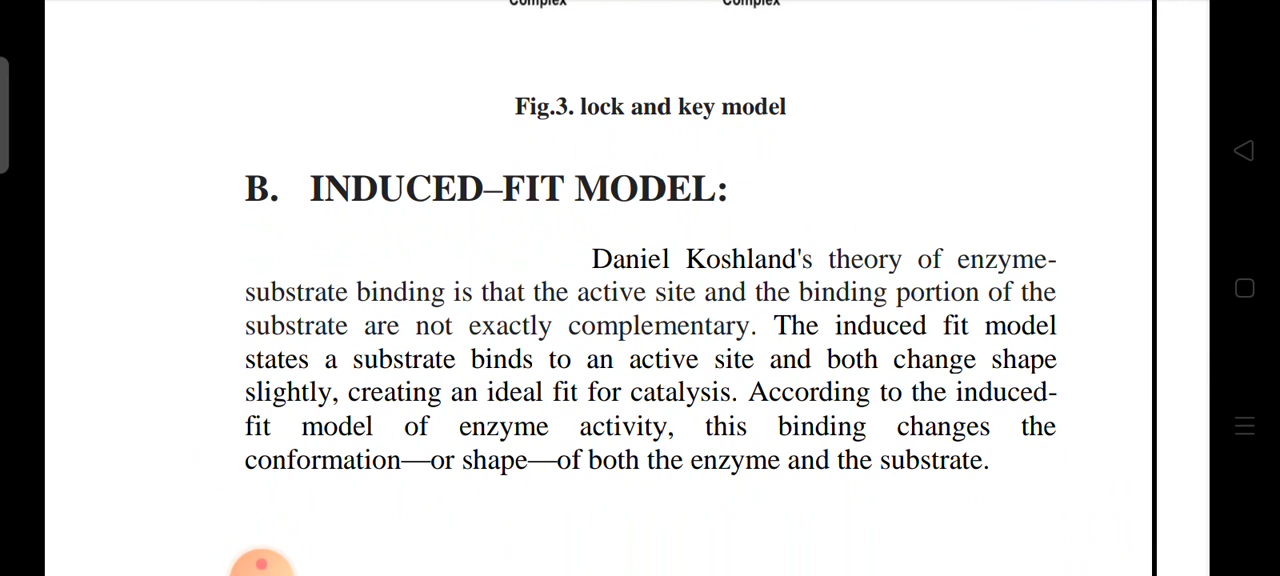 Complex Complex
Fig.3. lock and key model
B. INDUCED–FIT MODEL:
Daniel Koshland's theory of enzyme-
substrate binding is that the active site and the binding portion of the
substrate are not exactly complementary. The induced fit model
states a substrate binds to an active site and both change shape
slightly, creating an ideal fit for catalysis. According to the induced-
fit model of enzyme activity, this binding changes the
conformation—or shape—of both the enzyme and the substrate.